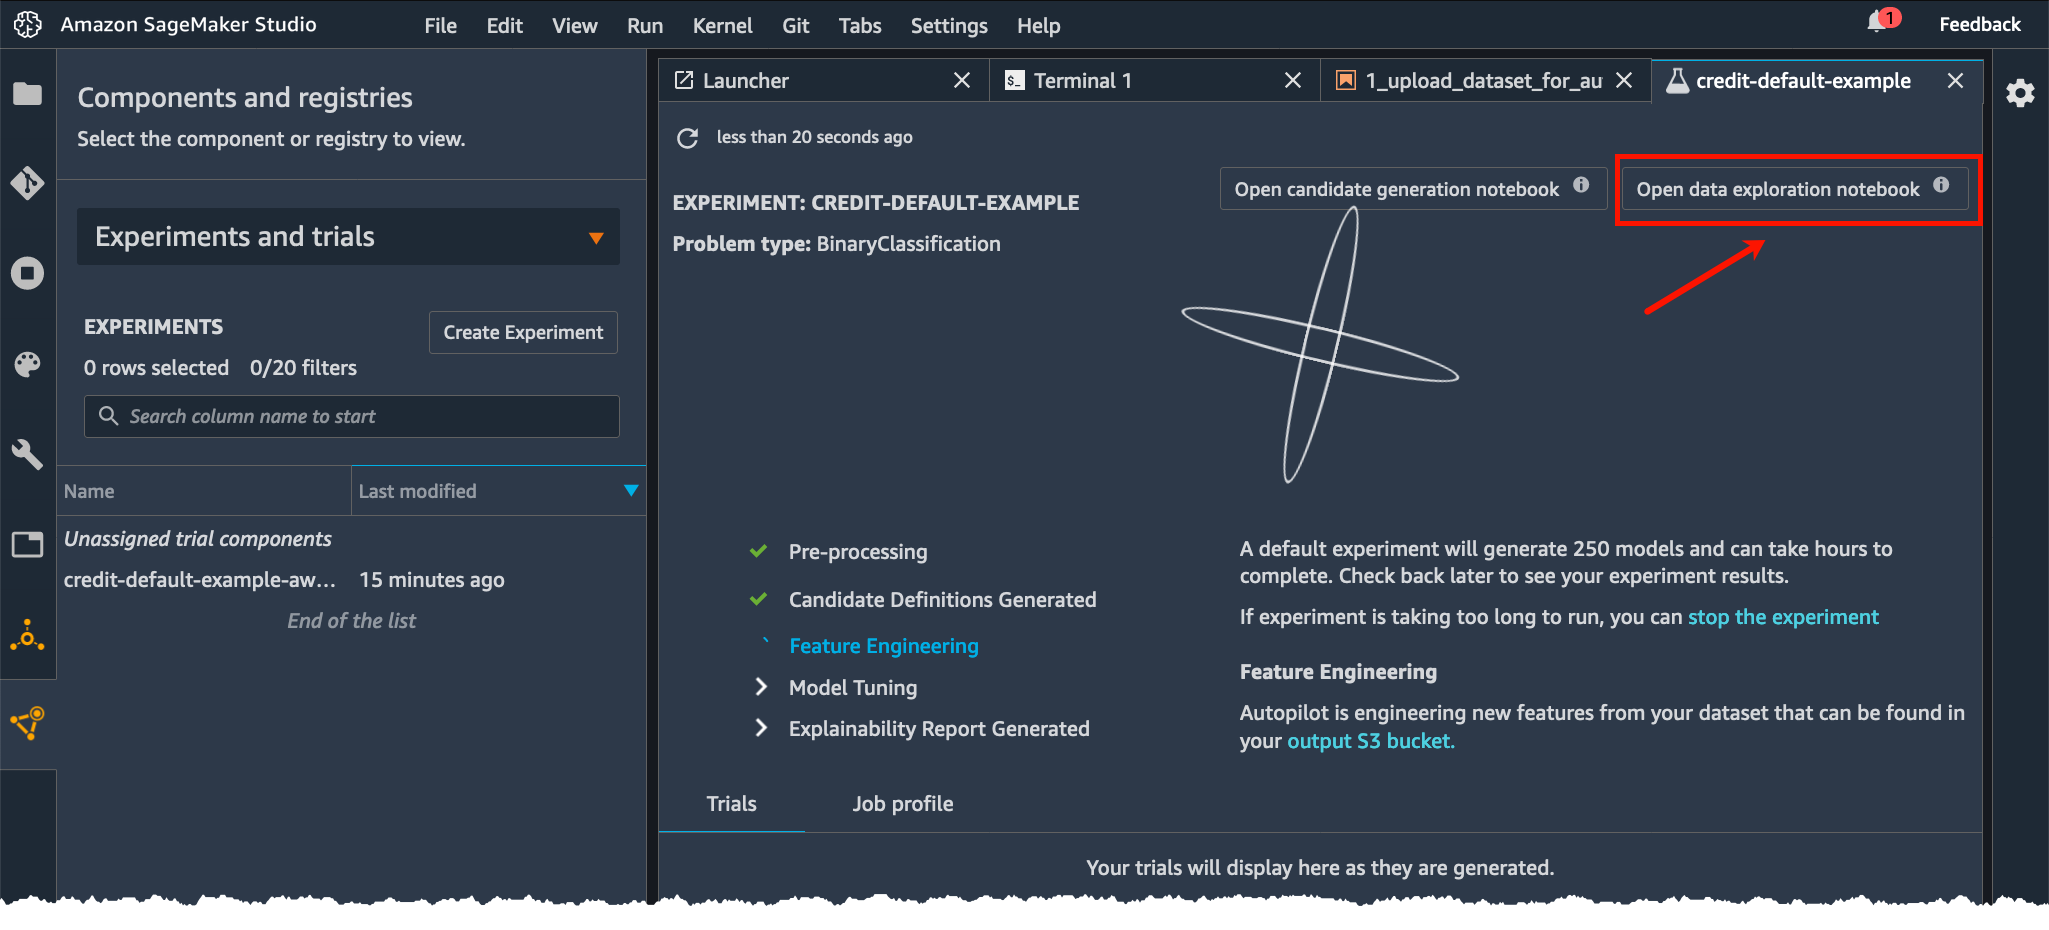 Amazon SageMaker Studio
File Edit View Run Kernel Git Tabs Settings Help
1
Feedback
Components and registries
Select the component or registry to view.
Experiments and trials
EXPERIMENTS
Create Experiment
0 rows selected 0/20 filters
Search column name to start
Name Last modified
Unassigned trial components
credit-default-example-aw... 15 minutes ago
End of the list
Launcher
$_ Terminal 1
1_upload_dataset_for_au
credit-default-example
less than 20 seconds ago
Open candidate generation notebook
Open data exploration notebook
EXPERIMENT: CREDIT-DEFAULT-EXAMPLE
Problem type: BinaryClassification
Pre-processing
Candidate Definitions Generated
Feature Engineering
Model Tuning
Explainability Report Generated
A default experiment will generate 250 models and can take hours to
complete. Check back later to see your experiment results.
If experiment is taking too long to run, you can stop the experiment
Feature Engineering
Autopilot is engineering new features from your dataset that can be found in
your output S3 bucket.
Trials Job profile
Your trials will display here as they are generated.